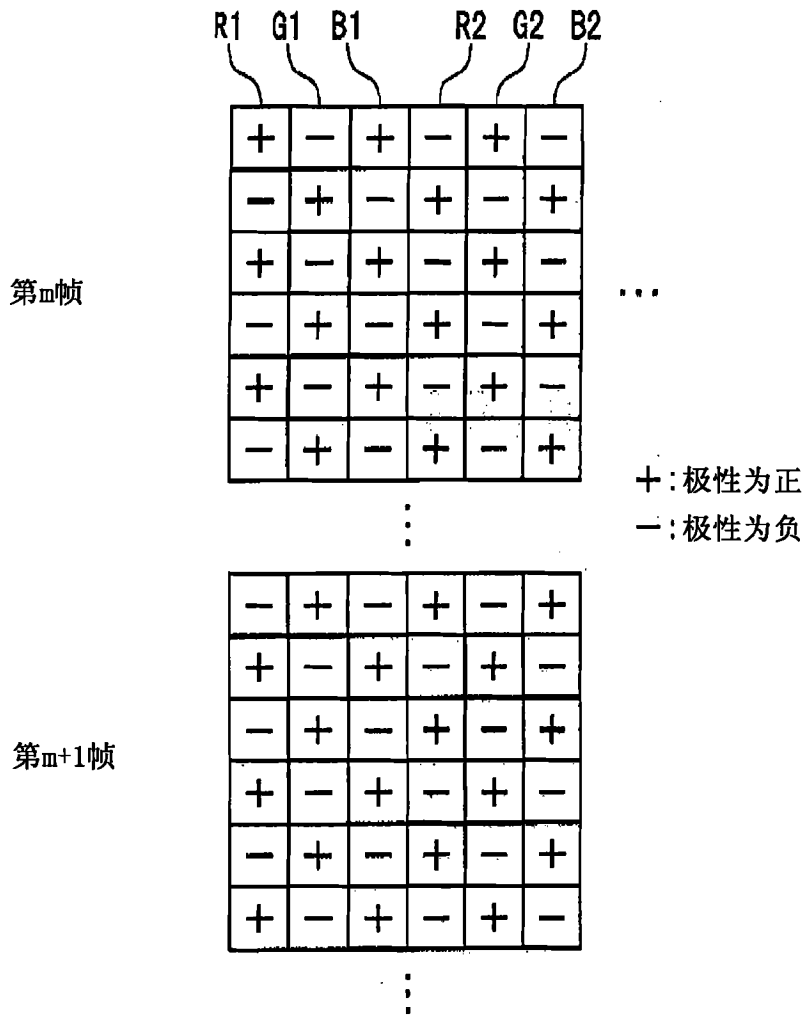 R1 G1 B1 R2 G2 B2
+ − + − + −
− + − + − +
+ − + − + −
− + − + − +
+ − + − + −
− + − + − +
第m帧
…
+:极性为正
−:极性为负
⋮
− + − + − +
+ − + − + −
− + − + − +
+ − + − + −
− + − + − +
+ − + − + −
第m+1帧
⋮